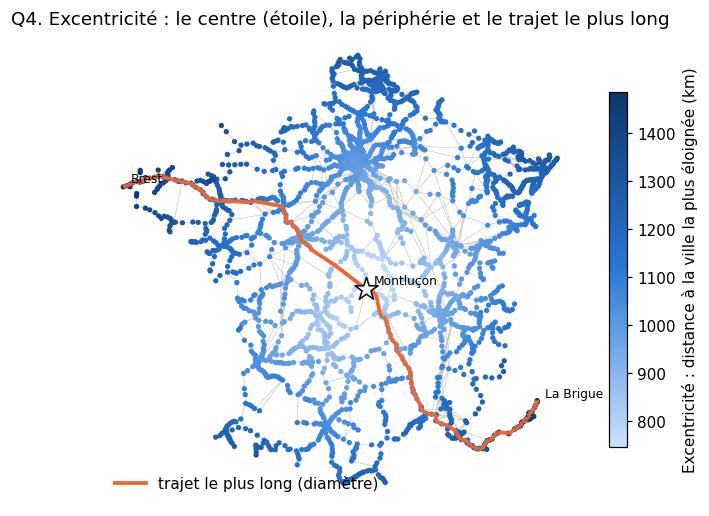 Q4. Excentricité : le centre (étoile), la périphérie et le trajet le plus long
Brest
Montluçon
La Brigue
trajet le plus long (diamètre)
1400
1300
1200
1100
1000
900
800
Excentricité : distance à la ville la plus éloignée (km)